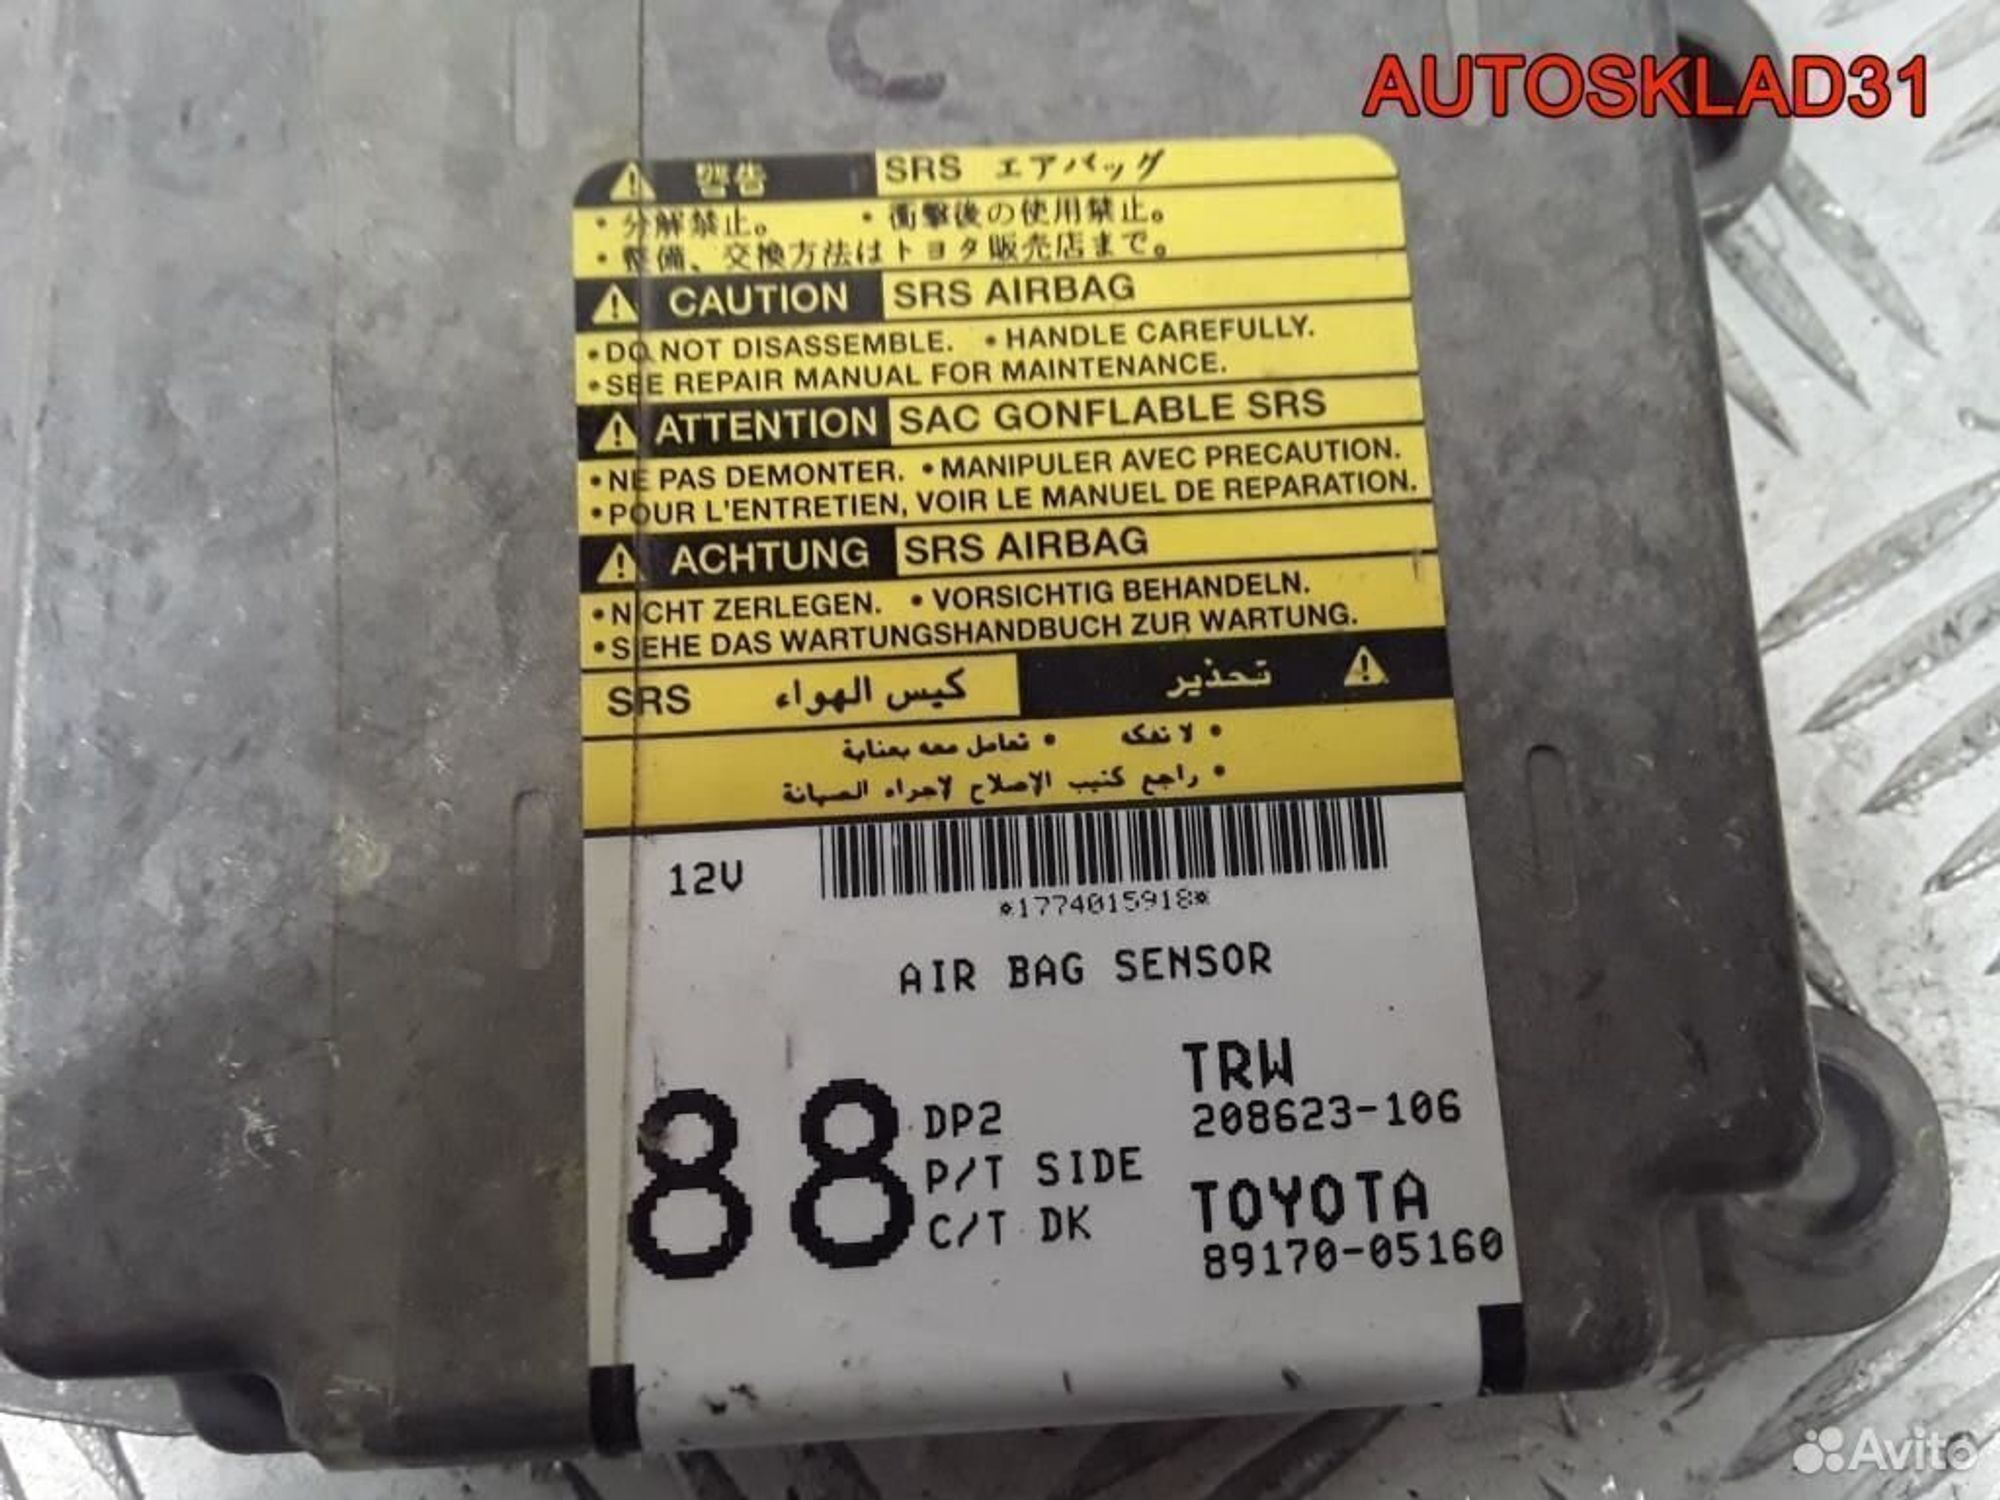 C
AUTOSKLAD31
警告 SRS エアバッグ
・分解禁止。 ・衝撃後の使用禁止。
・整備、交換方法はトヨタ販売店まで。
CAUTION SRS AIRBAG
•DO NOT DISASSEMBLE. •HANDLE CAREFULLY.
•SEE REPAIR MANUAL FOR MAINTENANCE.
ATTENTION SAC GONFLABLE SRS
•NE PAS DEMONTER. •MANIPULER AVEC PRECAUTION.
•POUR L'ENTRETIEN, VOIR LE MANUEL DE REPARATION.
ACHTUNG SRS AIRBAG
•NICHT ZERLEGEN. •VORSICHTIG BEHANDELN.
•SIEHE DAS WARTUNGSHANDBUCH ZUR WARTUNG.
تحذير كيس الهواء SRS
• لا تفكه • تعامل معه بعناية
• راجع كتيب الإصلاح لاجراء الصيانة
12V
*1774015918*
AIR BAG SENSOR
88
DP2
P/T SIDE
C/T DK
TRW
208623-106
TOYOTA
89170-05160
Avito